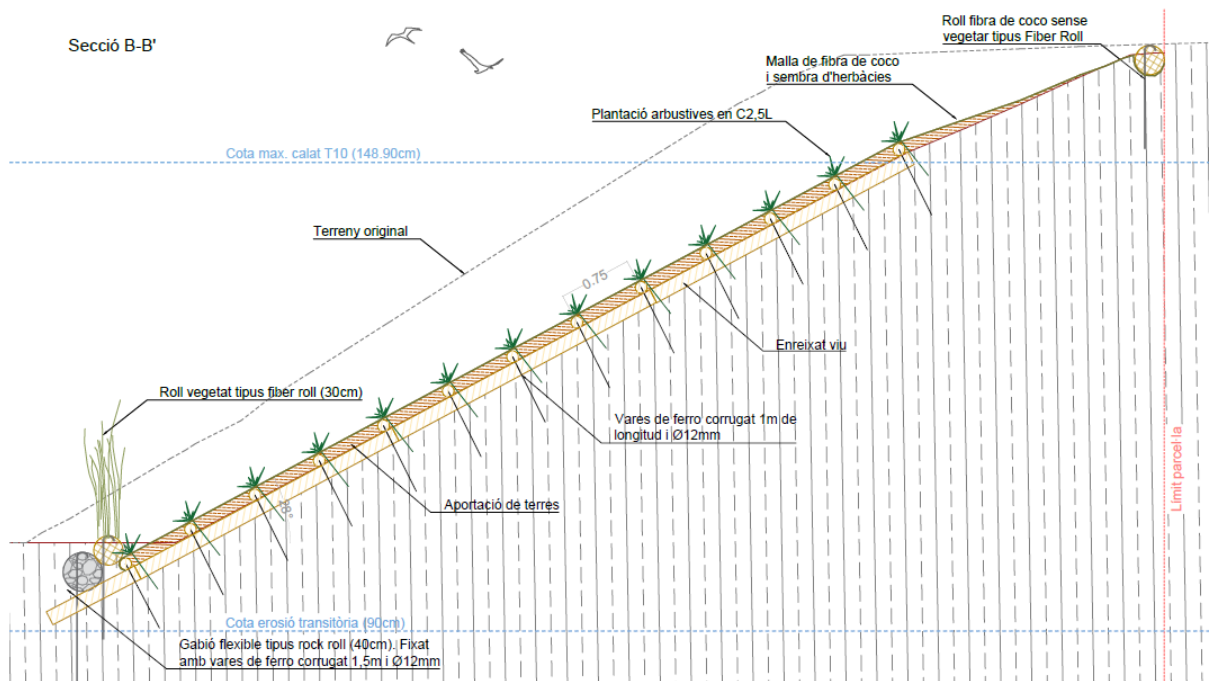 Secció B-B'
Roll fibra de coco sense
vegetar tipus Fiber Roll
Malla de fibra de coco
i sembra d'herbàcies
Plantació arbustives en C2,5L
Cota max. calat T10 (148.90cm)
Terreny original
0.75
Enreixat viu
Roll vegetat tipus fiber roll (30cm)
Vares de ferro corrugat 1m de
longitud i Ø12mm
Aportació de terres
28°
Límit parcel·la
Cota erosió transitòria (90cm)
Gabió flexible tipus rock roll (40cm). Fixat
amb vares de ferro corrugat 1,5m i Ø12mm